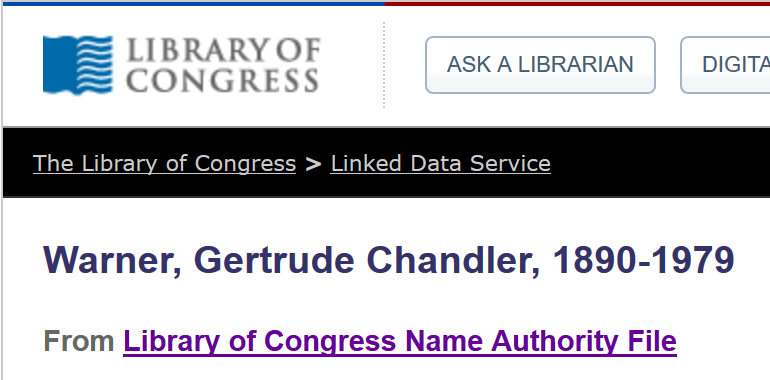 LIBRARY OF
CONGRESS
ASK A LIBRARIAN
DIGITA
The Library of Congress > Linked Data Service
Warner, Gertrude Chandler, 1890-1979
From Library of Congress Name Authority File